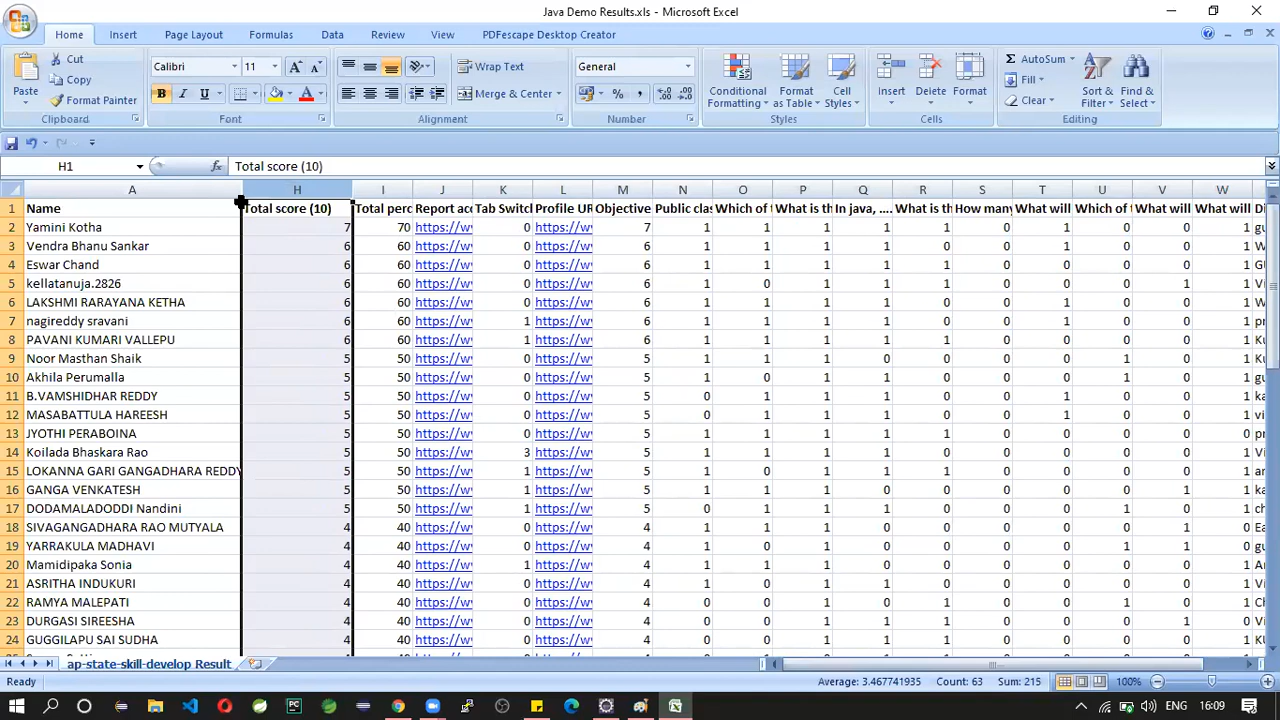 Java Demo Results.xls - Microsoft Excel
Home Insert Page Layout Formulas Data Review View PDFescape Desktop Creator
Cut
Copy
Format Painter
Paste
Calibri 11
Wrap Text
Merge & Center
General
Conditional Formatting
Format as Table
Cell Styles
Insert
Delete
Format
AutoSum
Fill
Clear
Sort & Filter
Find & Select
Clipboard Font Alignment Number Styles Cells Editing
H1 fx Total score (10)
A H I J K L M N O P Q R S T U V W
1 Name Total score (10) Total perc Report acc Tab Switch Profile UR Objective Public clas Which of t What is th In java, .... What is th How many What will Which of t What will What will Di
2 Yamini Kotha 7 70 https://w 0 https://w 7 1 1 1 1 1 0 1 0 0 1 gu
3 Vendra Bhanu Sankar 6 60 https://w 0 https://w 6 1 1 1 1 0 0 1 0 0 1 W
4 Eswar Chand 6 60 https://w 0 https://w 6 1 1 1 1 1 0 0 0 0 1 GU
5 kellatanuja.2826 6 60 https://w 0 https://w 6 1 0 1 1 1 0 0 0 1 1 Vi
6 LAKSHMI RARAYANA KETHA 6 60 https://w 0 https://w 6 1 1 1 1 0 0 1 0 0 1 W
7 nagireddy sravani 6 60 https://w 1 https://w 6 1 1 1 1 0 0 1 0 0 1 pr
8 PAVANI KUMARI VALLEPU 6 60 https://w 1 https://w 6 1 1 1 1 1 0 0 0 0 1 Ku
9 Noor Masthan Shaik 5 50 https://w 0 https://w 5 1 1 1 0 0 0 0 1 0 1 Ku
10 Akhila Perumalla 5 50 https://w 0 https://w 5 1 0 1 1 0 0 0 1 0 1 gu
11 B.VAMSHIDHAR REDDY 5 50 https://w 0 https://w 5 0 1 1 1 0 0 1 0 0 1 ka
12 MASABATTULA HAREESH 5 50 https://w 0 https://w 5 0 1 1 1 0 0 1 0 0 1 vi
13 JYOTHI PERABOINA 5 50 https://w 0 https://w 5 1 1 1 1 1 0 0 0 0 0 pr
14 Koilada Bhaskara Rao 5 50 https://w 3 https://w 5 1 1 1 1 1 0 0 0 0 0 Vi
15 LOKANNA GARI GANGADHARA REDDY 5 50 https://w 1 https://w 5 1 0 1 1 1 0 0 0 0 1 ar
16 GANGA VENKATESH 5 50 https://w 1 https://w 5 1 1 1 0 0 0 0 0 1 1 ka
17 DODAMALADODDI Nandini 5 50 https://w 1 https://w 5 0 1 1 1 0 0 0 1 0 1 ch
18 SIVAGANGADHARA RAO MUTYALA 4 40 https://w 0 https://w 4 1 1 1 0 0 0 0 0 1 0 Ea
19 YARRAKULA MADHAVI 4 40 https://w 0 https://w 4 1 0 1 0 0 0 0 1 1 0 gu
20 Mamidipaka Sonia 4 40 https://w 1 https://w 4 0 1 1 1 0 0 0 0 0 1 Ar
21 ASRITHA INDUKURI 4 40 https://w 0 https://w 4 0 0 1 1 0 0 0 0 1 1 Vi
22 RAMYA MALEPATI 4 40 https://w 0 https://w 4 0 0 1 0 1 0 0 1 0 1 Ch
23 DURGASI SIREESHA 4 40 https://w 0 https://w 4 0 0 1 1 1 0 0 0 1 0 Vi
24 GUGGILAPU SAI SUDHA 4 40 https://w 0 https://w 4 0 0 1 1 1 0 0 0 0 1 Ku
ap-state-skill-develop Result
Ready Average: 3.467741935 Count: 63 Sum: 215 100%
ENG 16:09